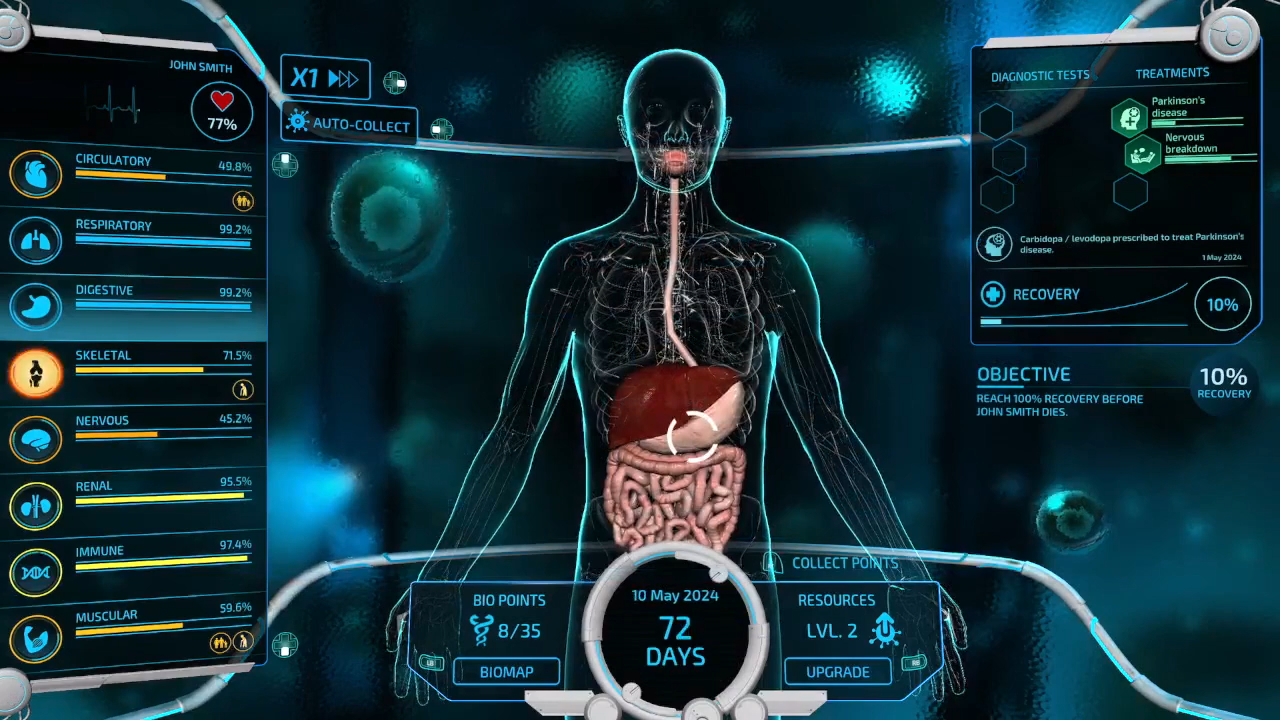 JOHN SMITH
77%
CIRCULATORY
49.8%
RESPIRATORY
99.2%
DIGESTIVE
99.2%
SKELETAL
71.5%
NERVOUS
45.2%
RENAL
95.5%
IMMUNE
97.4%
MUSCULAR
59.6%
X1
AUTO-COLLECT
DIAGNOSTIC TESTS
TREATMENTS
Parkinson's
disease
Nervous
breakdown
Carbidopa / levodopa prescribed to treat Parkinson's
disease.
1 May 2024
RECOVERY
10%
OBJECTIVE
REACH 100% RECOVERY BEFORE
JOHN SMITH DIES.
10%
RECOVERY
COLLECT POINTS
BIO POINTS
8/35
BIOMAP
10 May 2024
72
DAYS
RESOURCES
LVL. 2
UPGRADE
LB
RB